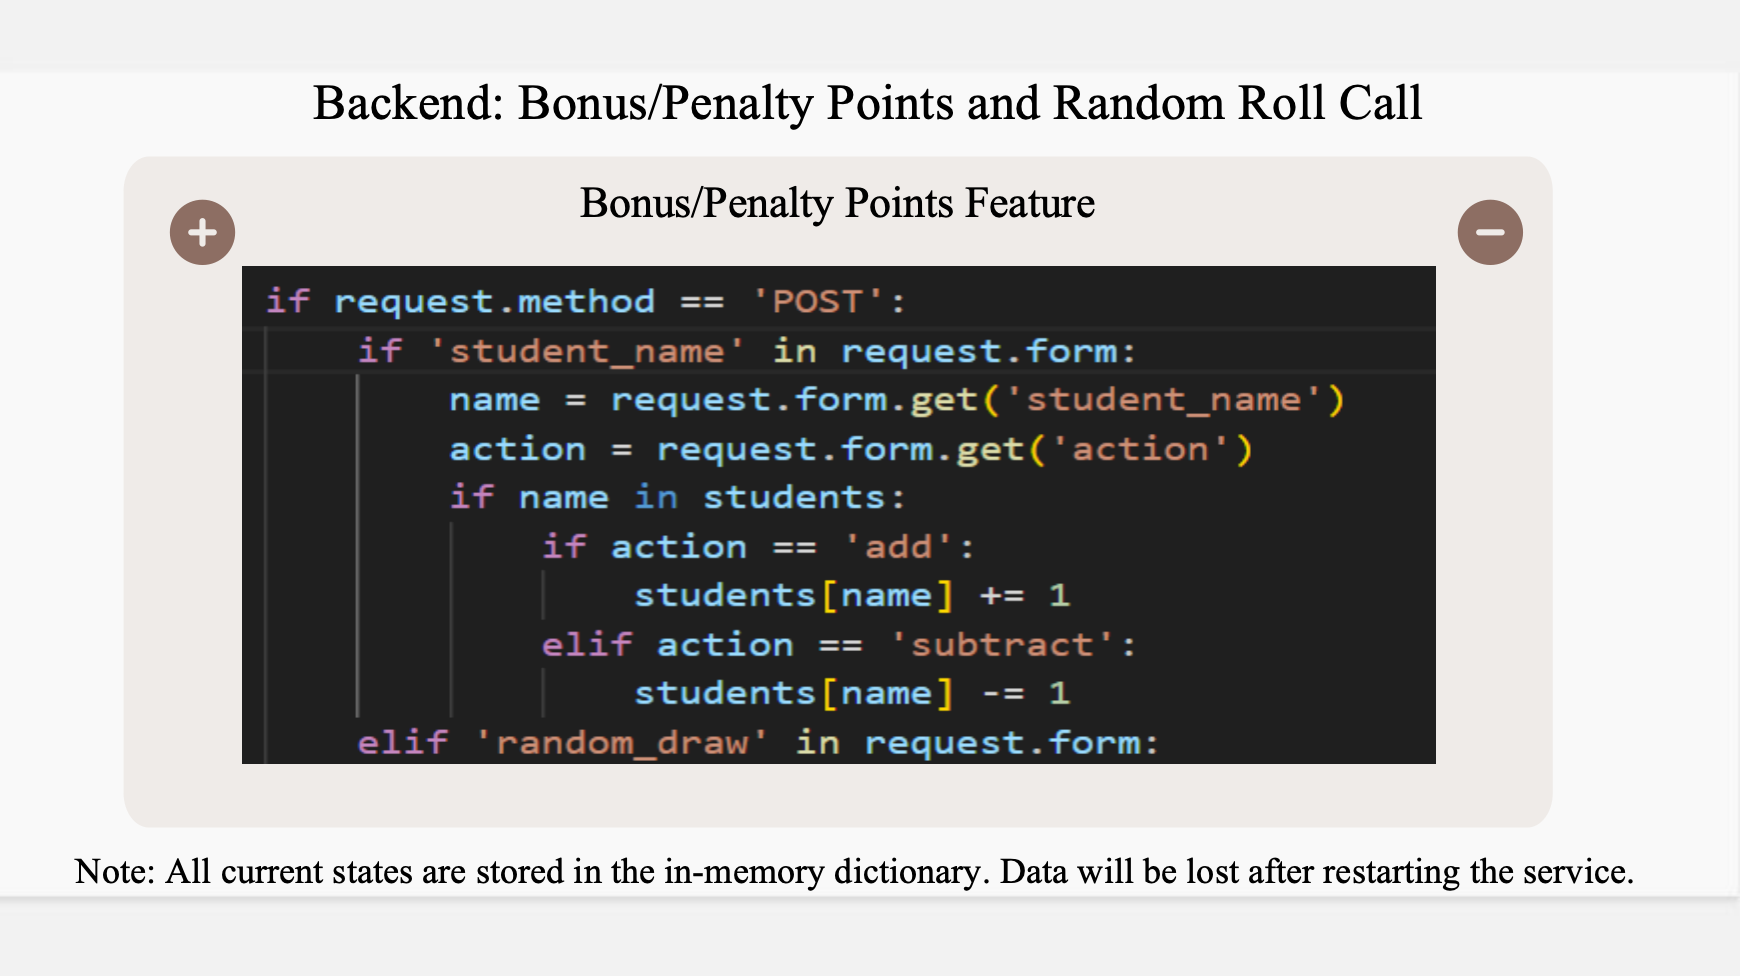 Backend: Bonus/Penalty Points and Random Roll Call
Bonus/Penalty Points Feature
if request.method == 'POST':
    if 'student_name' in request.form:
        name = request.form.get('student_name')
        action = request.form.get('action')
        if name in students:
            if action == 'add':
                students[name] += 1
            elif action == 'subtract':
                students[name] -= 1
    elif 'random_draw' in request.form:
Note: All current states are stored in the in-memory dictionary. Data will be lost after restarting the service.